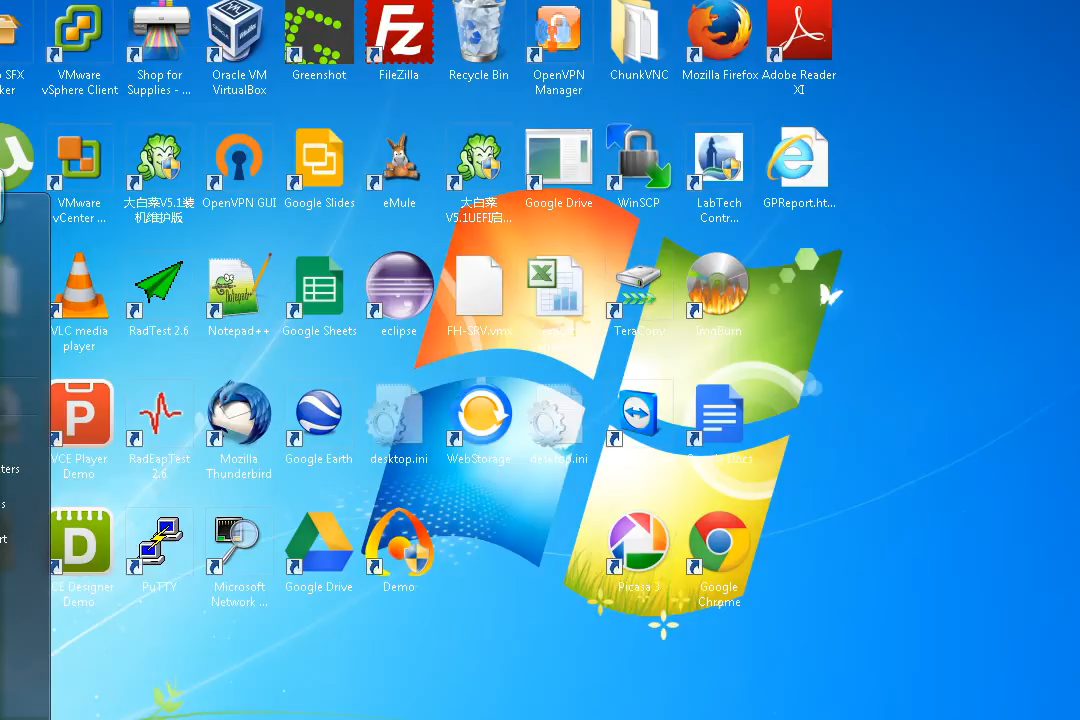 SFX
ker
VMware
vSphere Client
Shop for
Supplies - ...
Oracle VM
VirtualBox
Greenshot
FileZilla
Recycle Bin
OpenVPN
Manager
ChunkVNC
Mozilla Firefox
Adobe Reader
XI
VMware
vCenter ...
大白菜V5.1装
机维护版
OpenVPN GUI
Google Slides
eMule
大白菜
V5.1UEFI启...
Google Drive
WinSCP
LabTech
Contr...
GPReport.ht...
VLC media
player
RadTest 2.6
Notepad++
Google Sheets
eclipse
FH-SRV.vmx
TeraCopy
ImgBurn
VCE Player
Demo
RadEapTest
2.6
Mozilla
Thunderbird
Google Earth
desktop.ini
WebStorage
desktop.ini
Google Docs
ters
s
rt
CE Designer
Demo
PuTTY
Microsoft
Network ...
Google Drive
Demo
Picasa 3
Google
Chrome